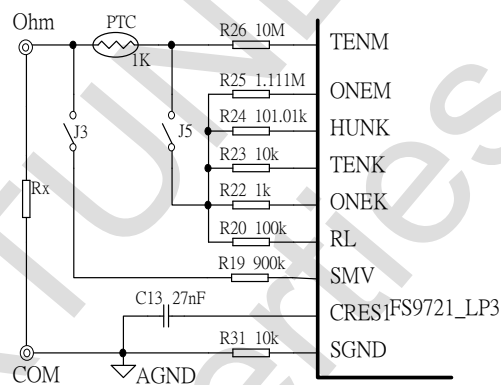 Ohm
PTC
1K
R26 10M
TENM
R25 1.111M
ONEM
R24 101.01k
HUNK
J3
J5
R23 10k
TENK
Rx
R22 1k
ONEK
R20 100k
RL
R19 900k
SMV
C13 27nF
CRES1
FS9721_LP3
R31 10k
SGND
COM
AGND